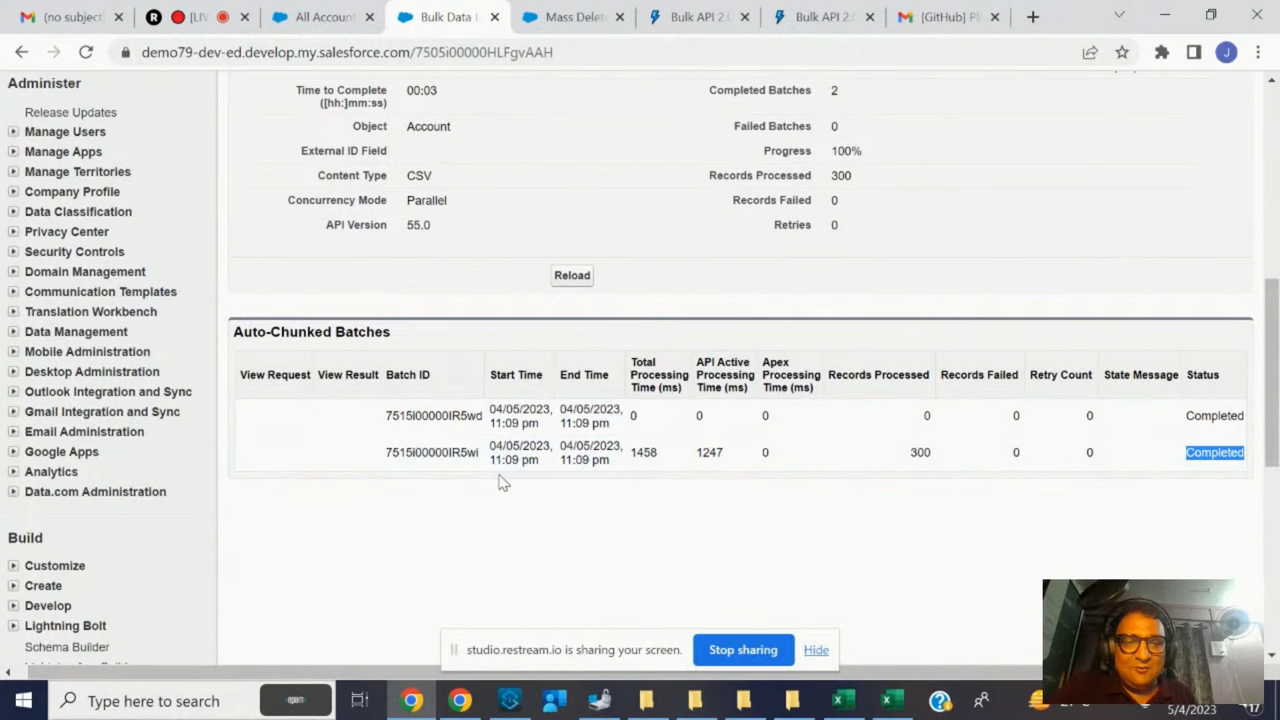 (no subject)
[LIV
All Account
Bulk Data
Mass Delet
Bulk API 2.0
Bulk API 2.
[GitHub] Pl
demo79-dev-ed.develop.my.salesforce.com/7505i00000HLFgvAAH
J
Administer
Release Updates
Manage Users
Manage Apps
Manage Territories
Company Profile
Data Classification
Privacy Center
Security Controls
Domain Management
Communication Templates
Translation Workbench
Data Management
Mobile Administration
Desktop Administration
Outlook Integration and Sync
Gmail Integration and Sync
Email Administration
Google Apps
Analytics
Data.com Administration
Build
Customize
Create
Develop
Lightning Bolt
Schema Builder
Time to Complete 00:03 Completed Batches 2
([hh:]mm:ss)
Object Account Failed Batches 0
External ID Field Progress 100%
Content Type CSV Records Processed 300
Concurrency Mode Parallel Records Failed 0
API Version 55.0 Retries 0
Reload
Auto-Chunked Batches
View Request View Result Batch ID Start Time End Time Total Processing Time (ms) API Active Processing Time (ms) Apex Processing Time (ms) Records Processed Records Failed Retry Count State Message Status
7515i00000IR5wd 04/05/2023, 11:09 pm 04/05/2023, 11:09 pm 0 0 0 0 0 0 Completed
7515i00000IR5wi 04/05/2023, 11:09 pm 04/05/2023, 11:09 pm 1458 1247 0 300 0 0 Completed
studio.restream.io is sharing your screen. Stop sharing Hide
Type here to search
5/4/2023